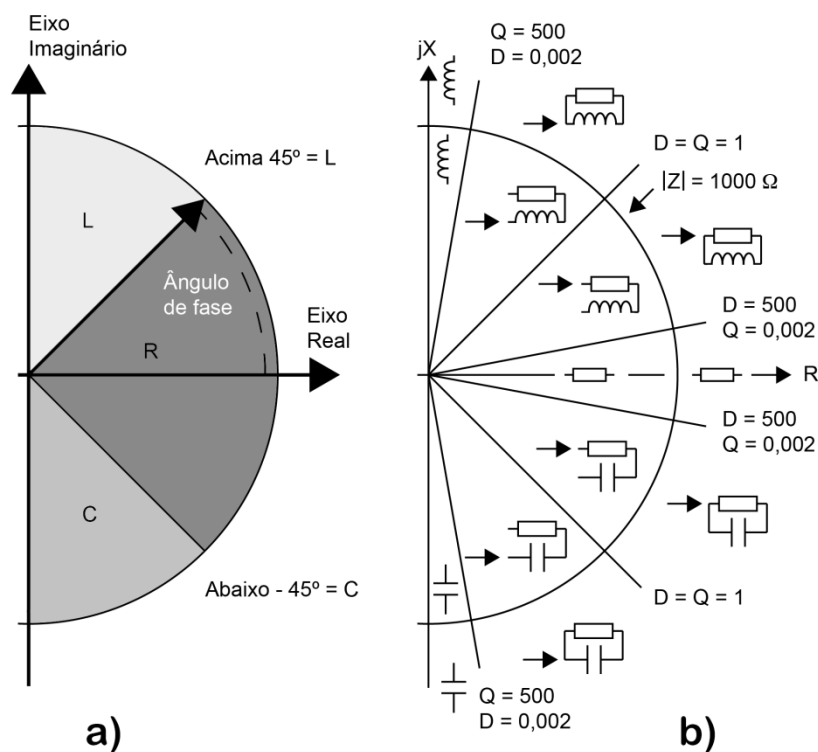 Eixo
Imaginário
Acima 45º = L
L
Ângulo
de fase
Eixo
Real
R
C
Abaixo - 45º = C
a)
jX
Q = 500
D = 0,002
D = Q = 1
|Z| = 1000 Ω
D = 500
Q = 0,002
R
D = 500
Q = 0,002
D = Q = 1
Q = 500
D = 0,002
b)